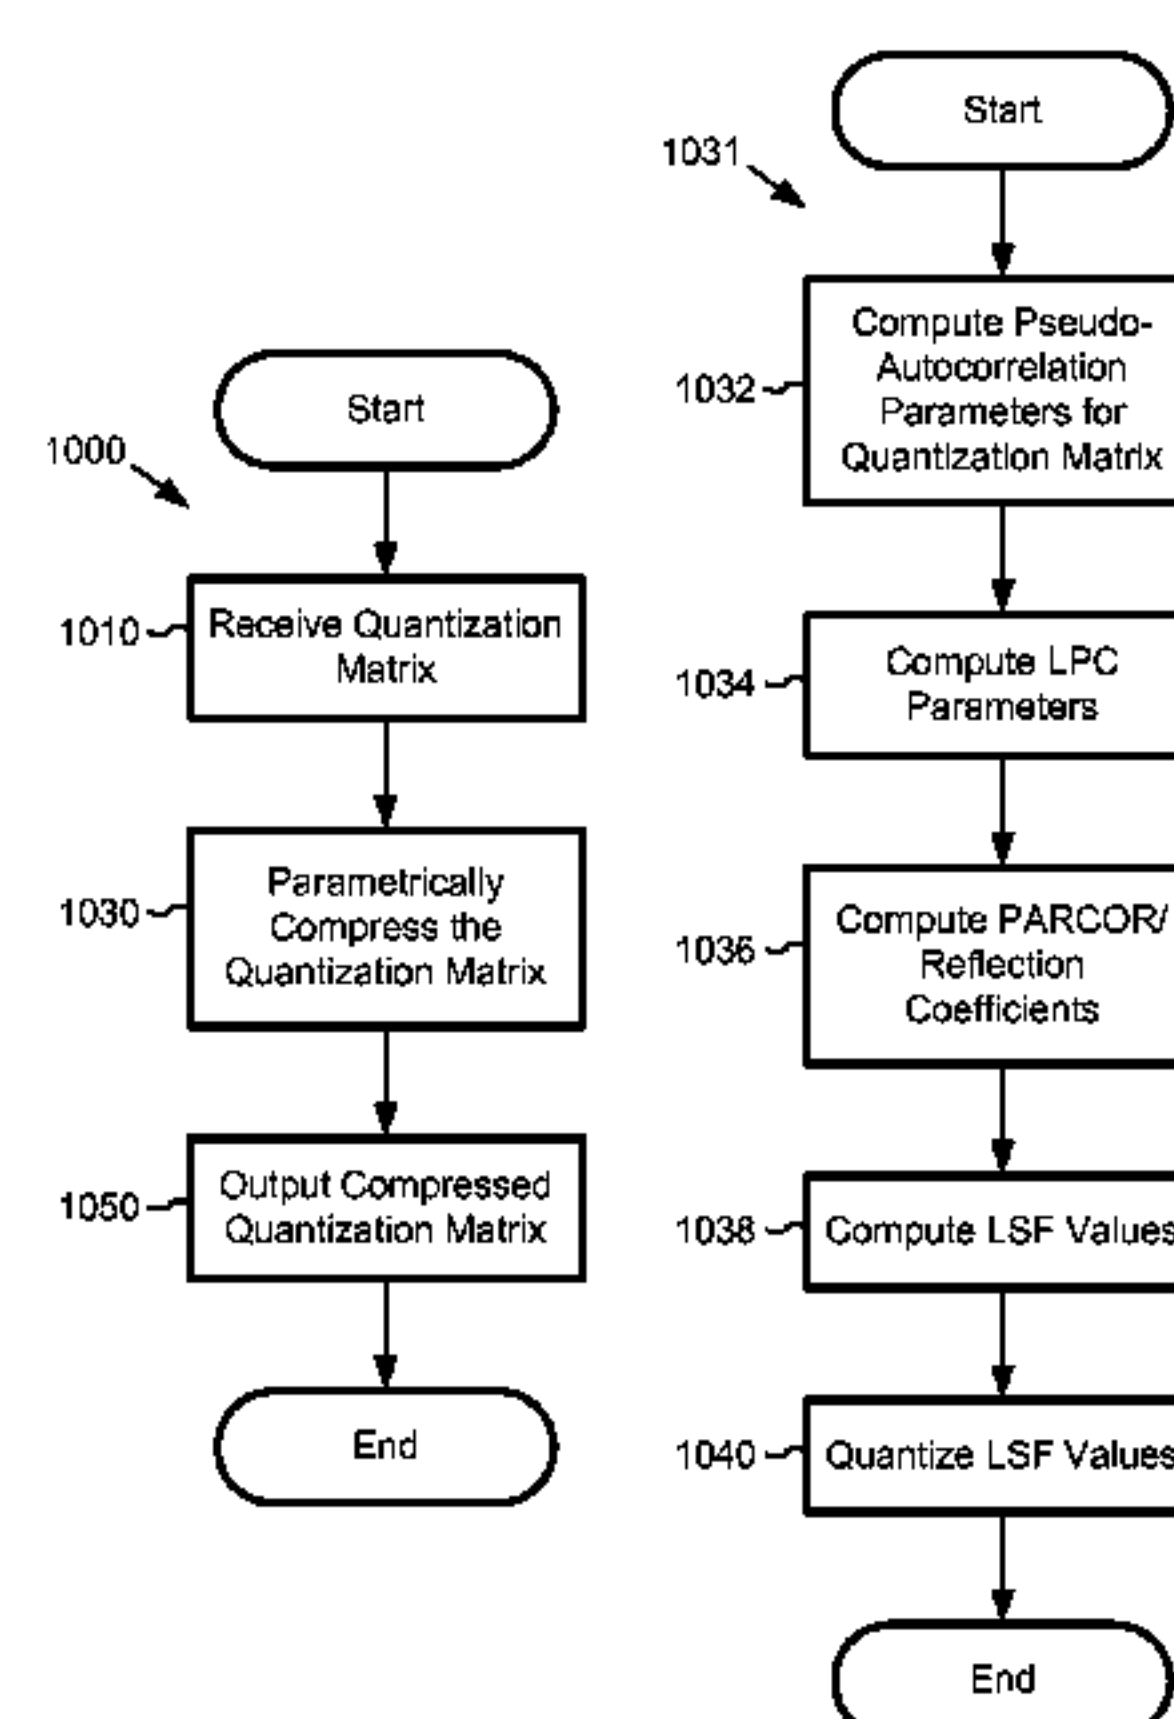 Start
1000
1010
Receive Quantization
Matrix
1030
Parametrically
Compress the
Quantization Matrix
1050
Output Compressed
Quantization Matrix
End
Start
1031
1032
Compute Pseudo-
Autocorrelation
Parameters for
Quantization Matrix
1034
Compute LPC
Parameters
1036
Compute PARCOR/
Reflection
Coefficients
1038
Compute LSF Values
1040
Quantize LSF Values
End